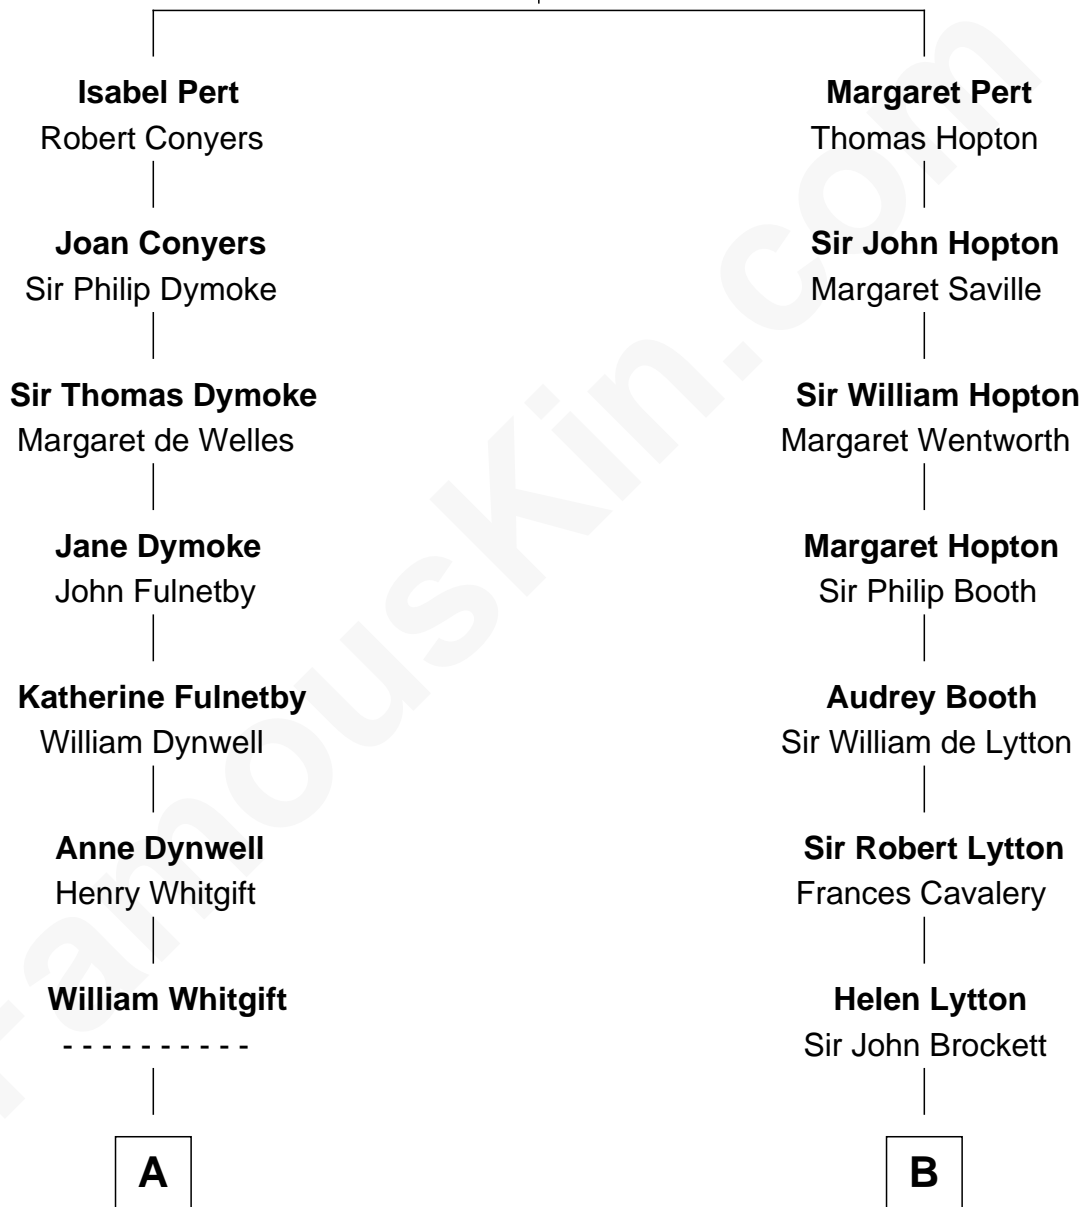 Isabel Pert
Robert Conyers
Joan Conyers
Sir Philip Dymoke
Sir Thomas Dymoke
Margaret de Welles
Jane Dymoke
John Fulnetby
Katherine Fulnetby
William Dynwell
Anne Dynwell
Henry Whitgift
William Whitgift
- - - - - - - - - -
A
Margaret Pert
Thomas Hopton
Sir John Hopton
Margaret Saville
Sir William Hopton
Margaret Wentworth
Margaret Hopton
Sir Philip Booth
Audrey Booth
Sir William de Lytton
Sir Robert Lytton
Frances Cavalery
Helen Lytton
Sir John Brockett
B
FamousKin.com